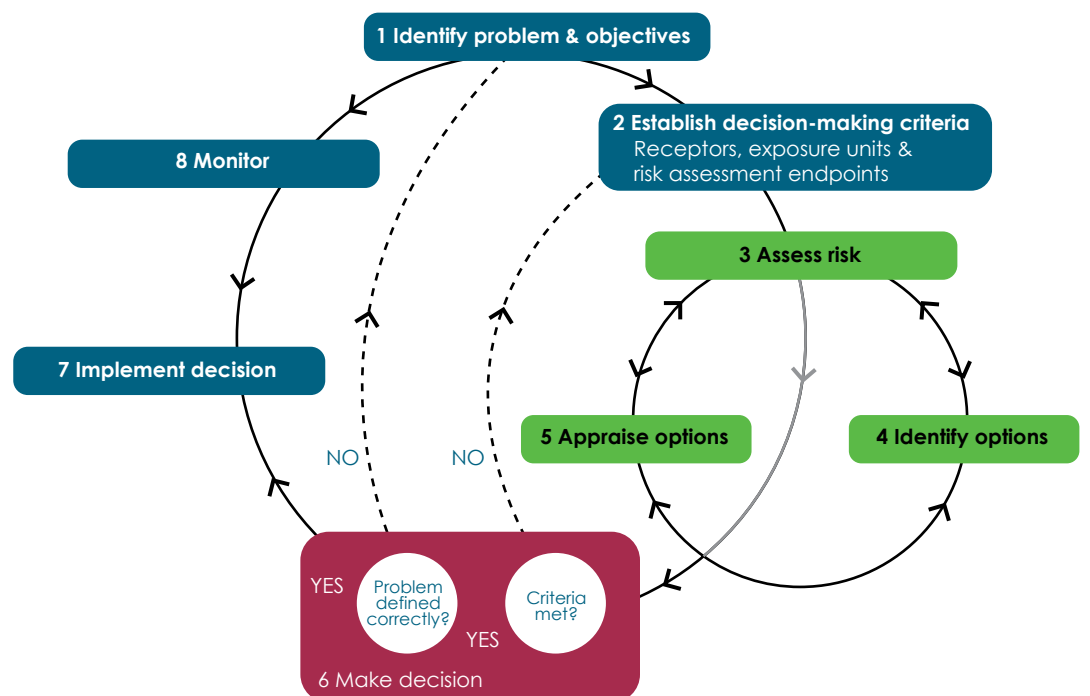 1 Identify problem & objectives
2 Establish decision-making criteria
Receptors, exposure units &
risk assessment endpoints
8 Monitor
3 Assess risk
7 Implement decision
5 Appraise options
4 Identify options
NO
NO
YES
Problem
defined
correctly?
YES
Criteria
met?
6 Make decision